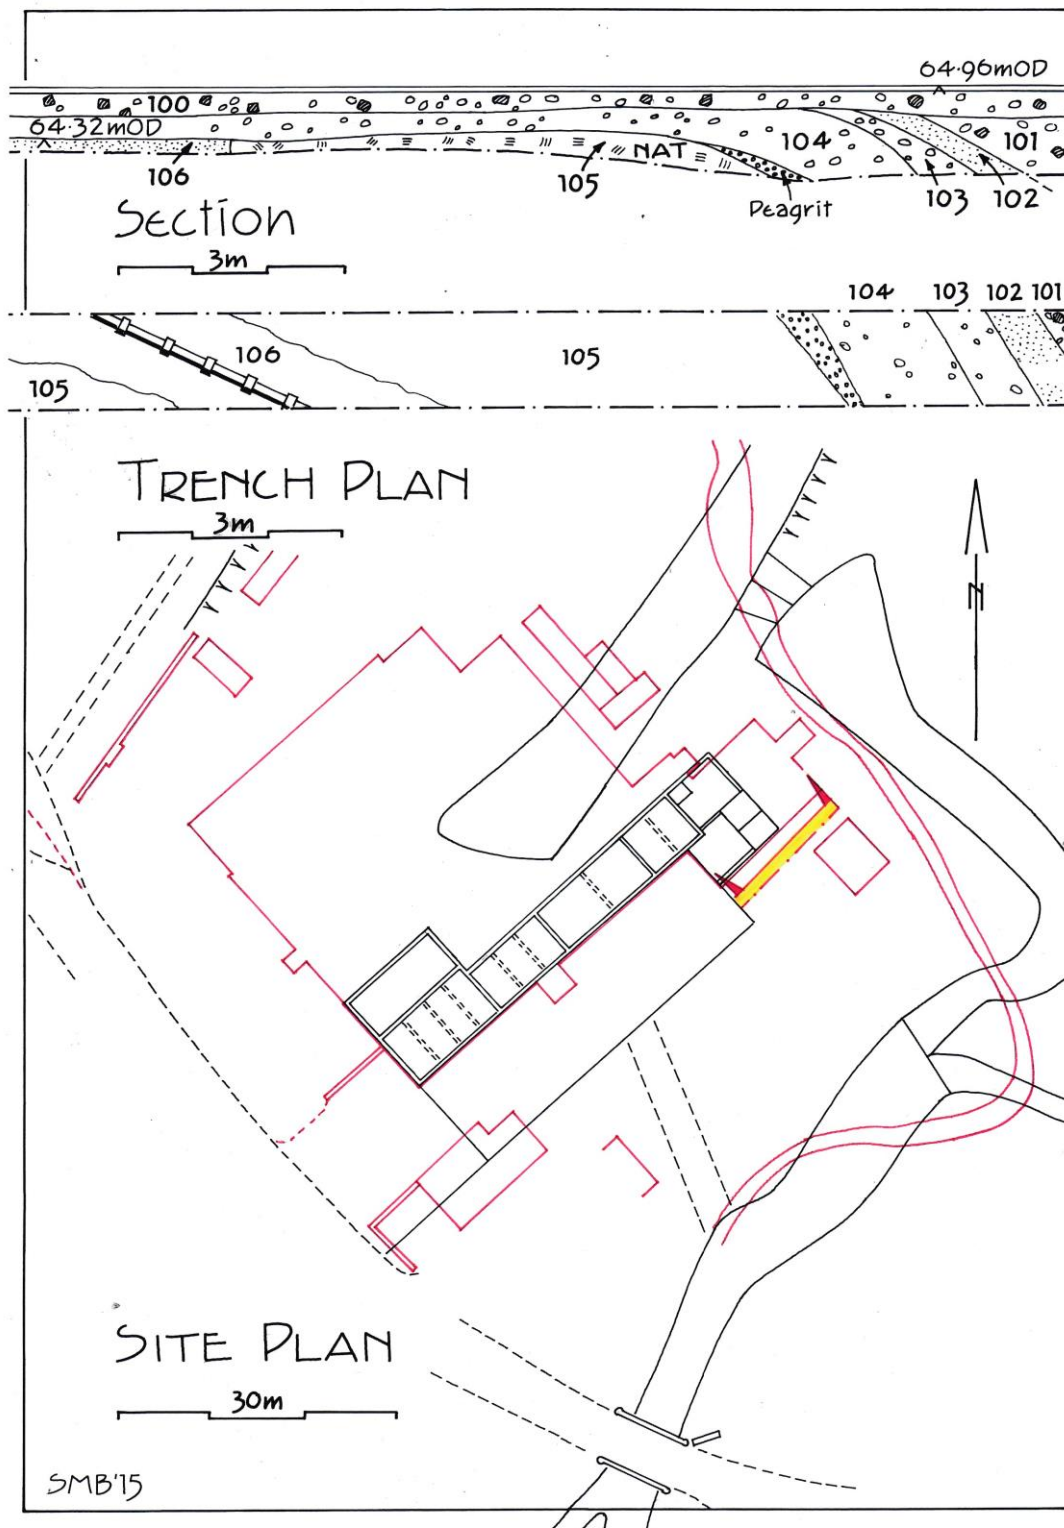 64.96mOD
100
64.32mOD
104
101
NAT
106
105
103
102
Peagrit
Section
3m
104 103 102 101
106
105
105
TRENCH PLAN
3m
N
SITE PLAN
30m
SMB'15